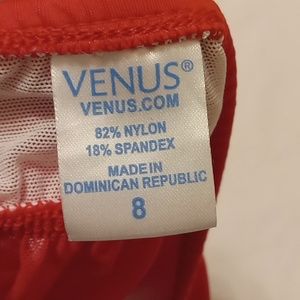 VENUS®
VENUS.COM
82% NYLON
18% SPANDEX
MADE IN
DOMINICAN REPUBLIC
8